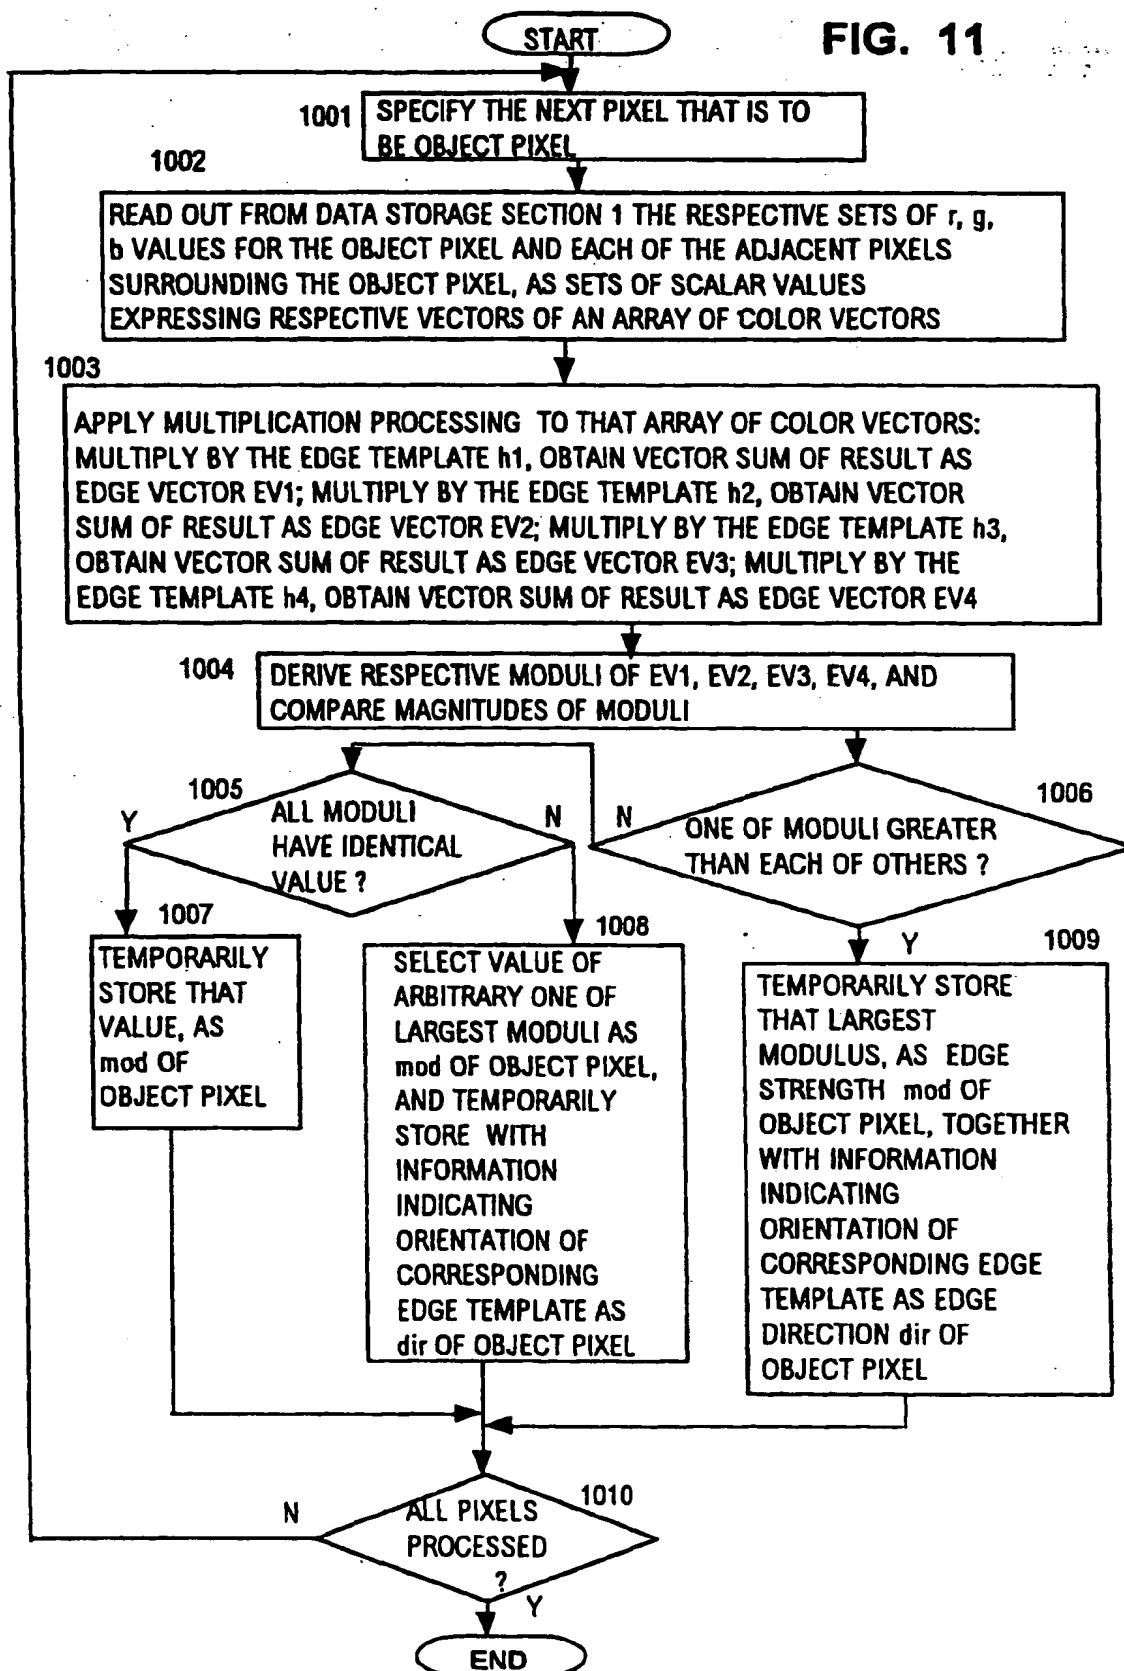 START
FIG. 11
1001
SPECIFY THE NEXT PIXEL THAT IS TO
BE OBJECT PIXEL
1002
READ OUT FROM DATA STORAGE SECTION 1 THE RESPECTIVE SETS OF r, g,
b VALUES FOR THE OBJECT PIXEL AND EACH OF THE ADJACENT PIXELS
SURROUNDING THE OBJECT PIXEL, AS SETS OF SCALAR VALUES
EXPRESSING RESPECTIVE VECTORS OF AN ARRAY OF COLOR VECTORS
1003
APPLY MULTIPLICATION PROCESSING TO THAT ARRAY OF COLOR VECTORS:
MULTIPLY BY THE EDGE TEMPLATE h1, OBTAIN VECTOR SUM OF RESULT AS
EDGE VECTOR EV1; MULTIPLY BY THE EDGE TEMPLATE h2, OBTAIN VECTOR
SUM OF RESULT AS EDGE VECTOR EV2; MULTIPLY BY THE EDGE TEMPLATE h3,
OBTAIN VECTOR SUM OF RESULT AS EDGE VECTOR EV3; MULTIPLY BY THE
EDGE TEMPLATE h4, OBTAIN VECTOR SUM OF RESULT AS EDGE VECTOR EV4
1004
DERIVE RESPECTIVE MODULI OF EV1, EV2, EV3, EV4, AND
COMPARE MAGNITUDES OF MODULI
1005
Y
ALL MODULI
HAVE IDENTICAL
VALUE ?
N
1006
N
ONE OF MODULI GREATER
THAN EACH OF OTHERS ?
Y
1007
TEMPORARILY
STORE THAT
VALUE, AS
mod OF
OBJECT PIXEL
1008
SELECT VALUE OF
ARBITRARY ONE OF
LARGEST MODULI AS
mod OF OBJECT PIXEL,
AND TEMPORARILY
STORE WITH
INFORMATION
INDICATING
ORIENTATION OF
CORRESPONDING
EDGE TEMPLATE AS
dir OF OBJECT PIXEL
1009
TEMPORARILY STORE
THAT LARGEST
MODULUS, AS EDGE
STRENGTH mod OF
OBJECT PIXEL, TOGETHER
WITH INFORMATION
INDICATING
ORIENTATION OF
CORRESPONDING EDGE
TEMPLATE AS EDGE
DIRECTION dir OF
OBJECT PIXEL
1010
N
ALL PIXELS
PROCESSED
?
Y
END